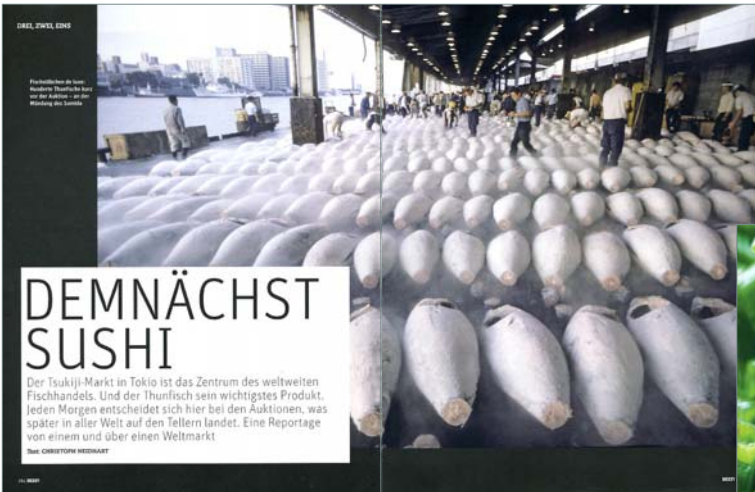 DREI, ZWEI, EINS
Hunderte Thunfische kurz
vor der Auktion – an der
Mündung des Sumida
DEMNÄCHST
SUSHI
Der Tsukiji-Markt in Tokio ist das Zentrum des weltweiten
Fischhandels. Und der Thunfisch sein wichtigstes Produkt.
Jeden Morgen entscheidet sich hier bei den Auktionen, was
später in aller Welt auf den Tellern landet. Eine Reportage
von einem und über einen Weltmarkt
Text: CHRISTOPH NEIDHART